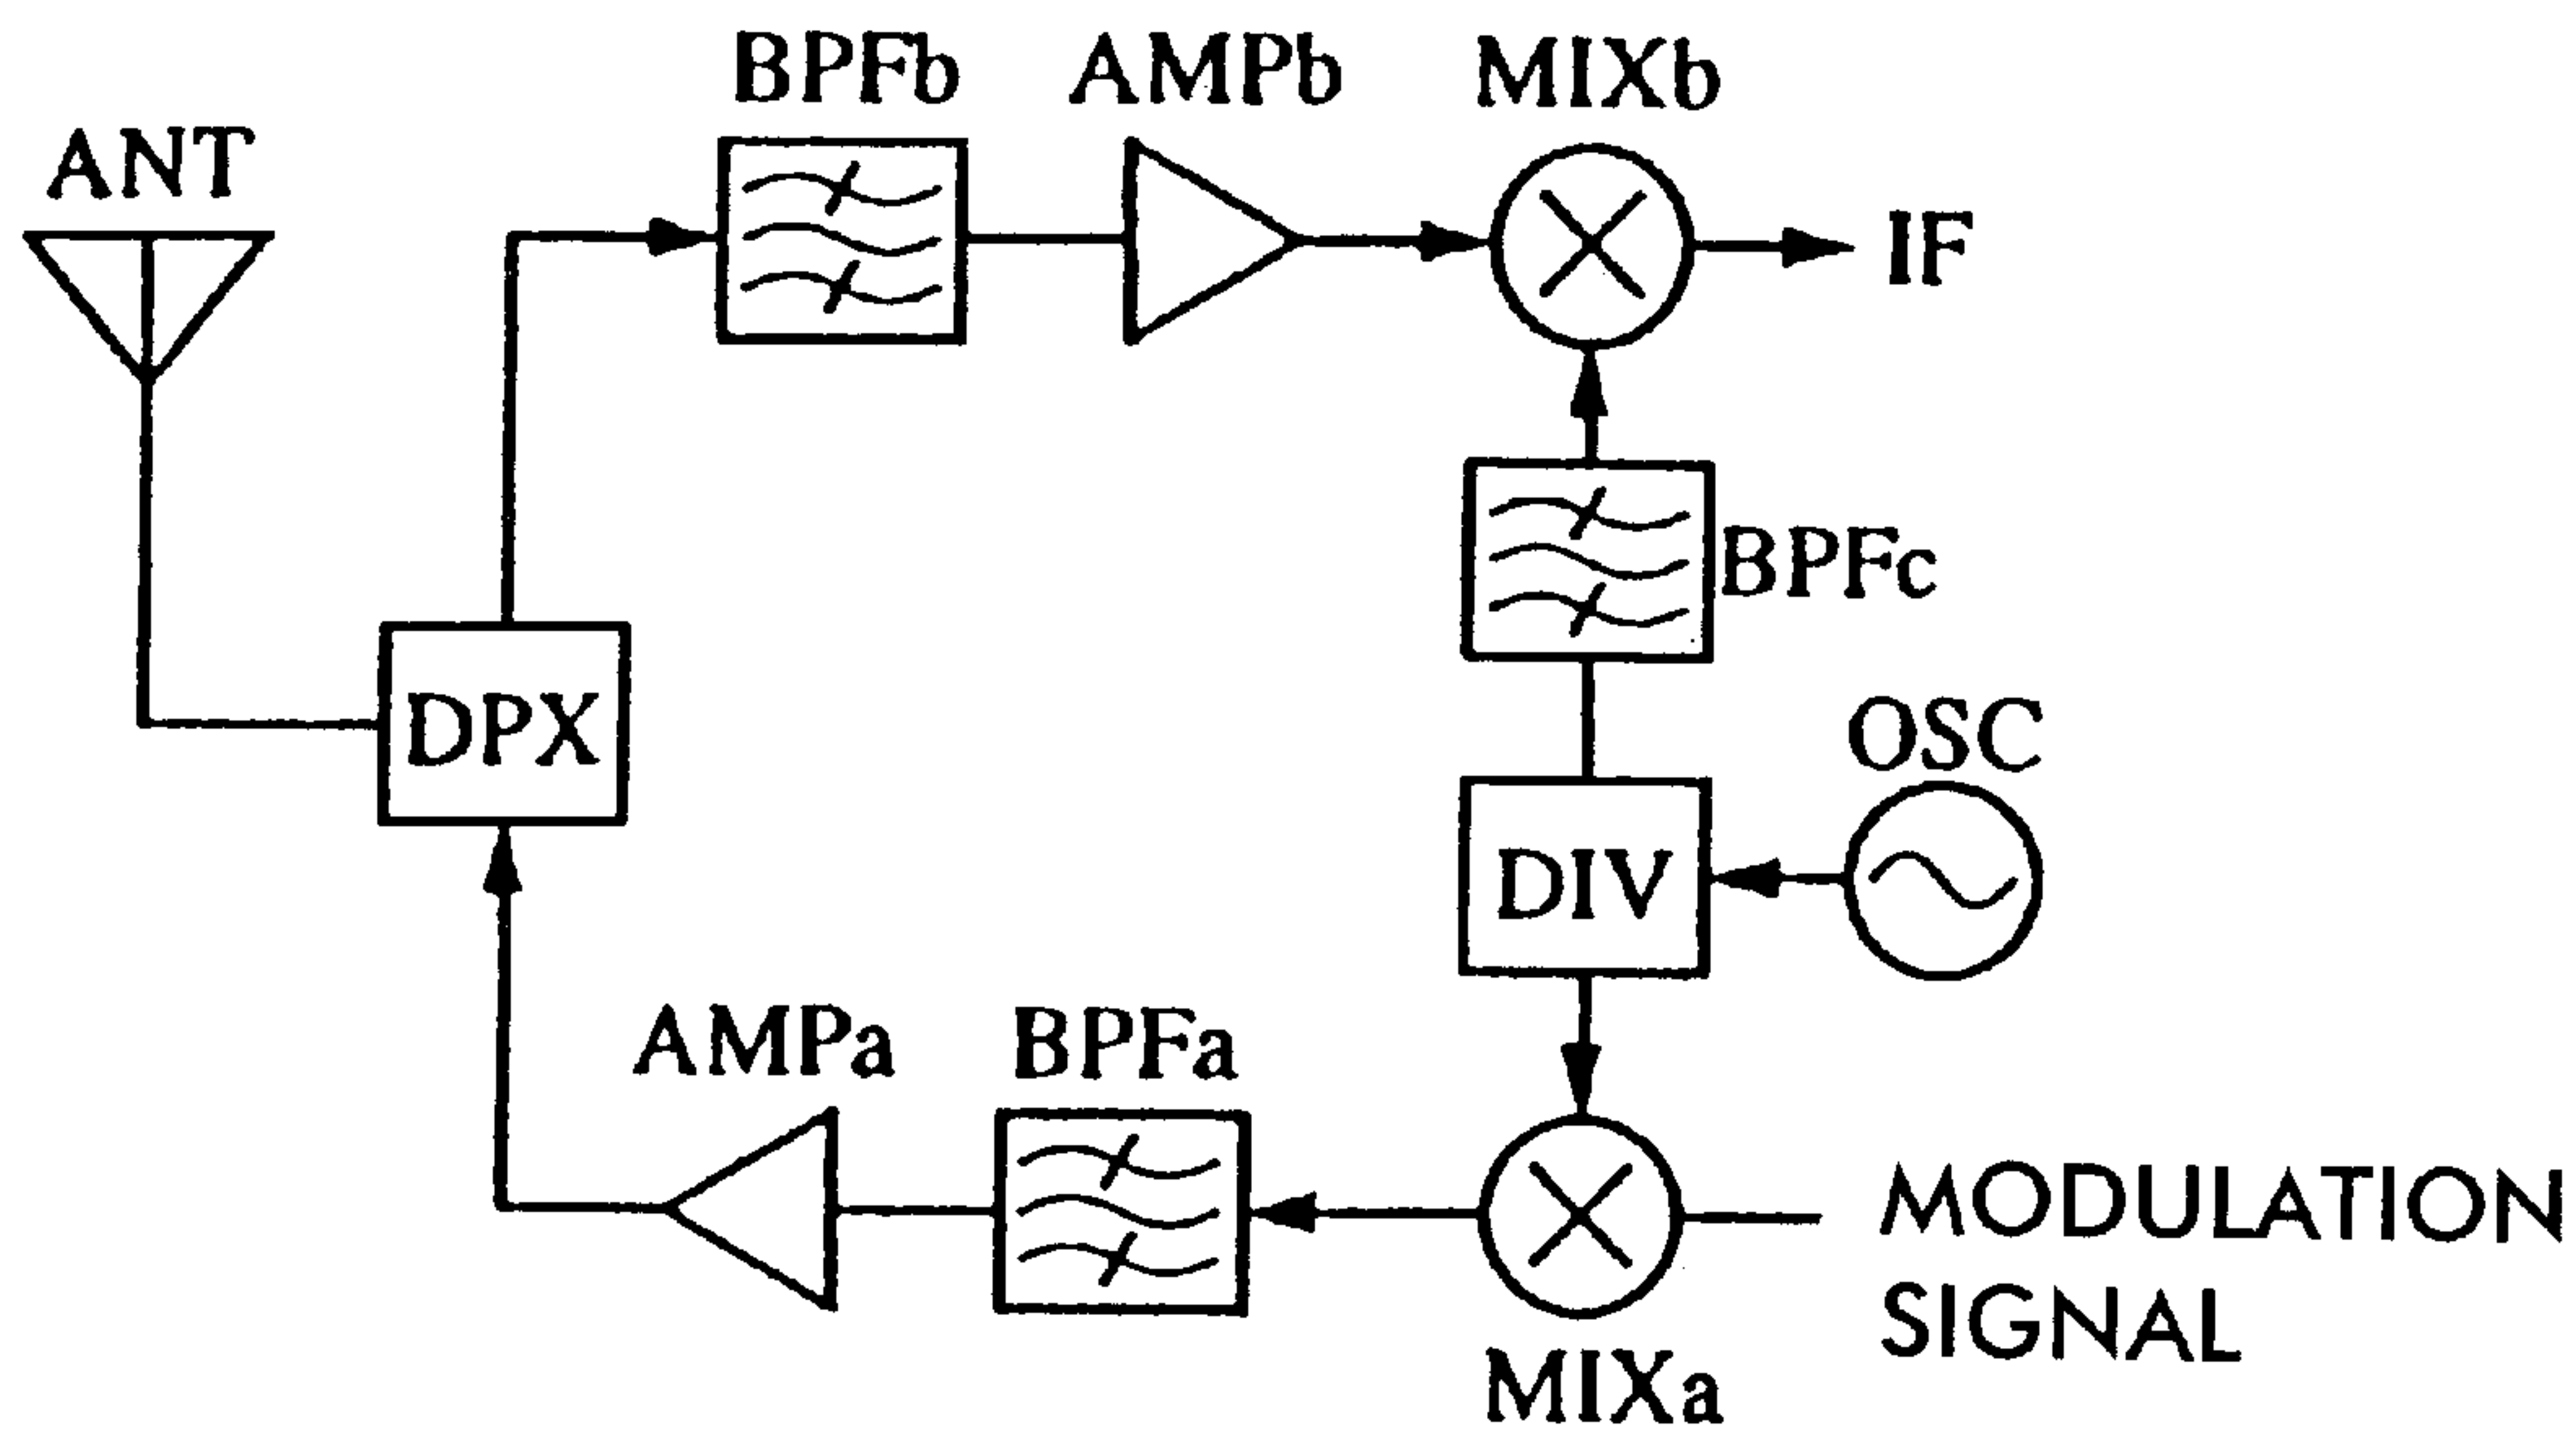 BPFb
AMPb
MIXb
ANT
IF
BPFc
DPX
OSC
DIV
AMPa
BPFa
MODULATION
SIGNAL
MIXa